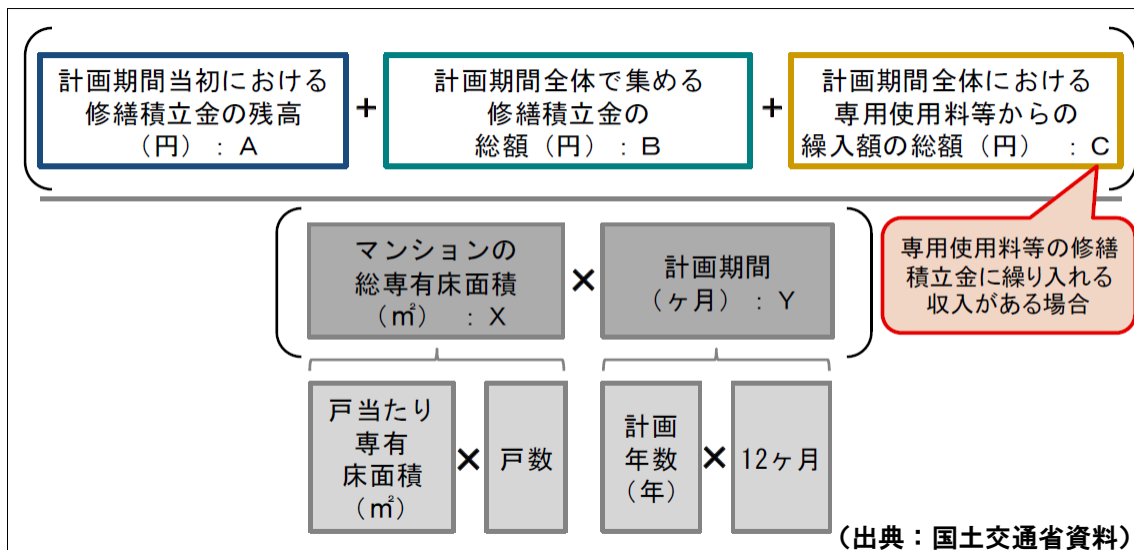 計画期間当初における
修繕積立金の残高
（円）：Ａ
+
計画期間全体で集める
修繕積立金の
総額（円）：Ｂ
+
計画期間全体における
専用使用料等からの
繰入額の総額（円）：Ｃ
専用使用料等の修繕
積立金に繰り入れる
収入がある場合
マンションの
総専有床面積
（㎡）：Ｘ
×
計画期間
（ヶ月）：Ｙ
戸当たり
専有
床面積
（㎡）
×
戸数
計画
年数
（年）
×
12ヶ月
（出典：国土交通省資料）